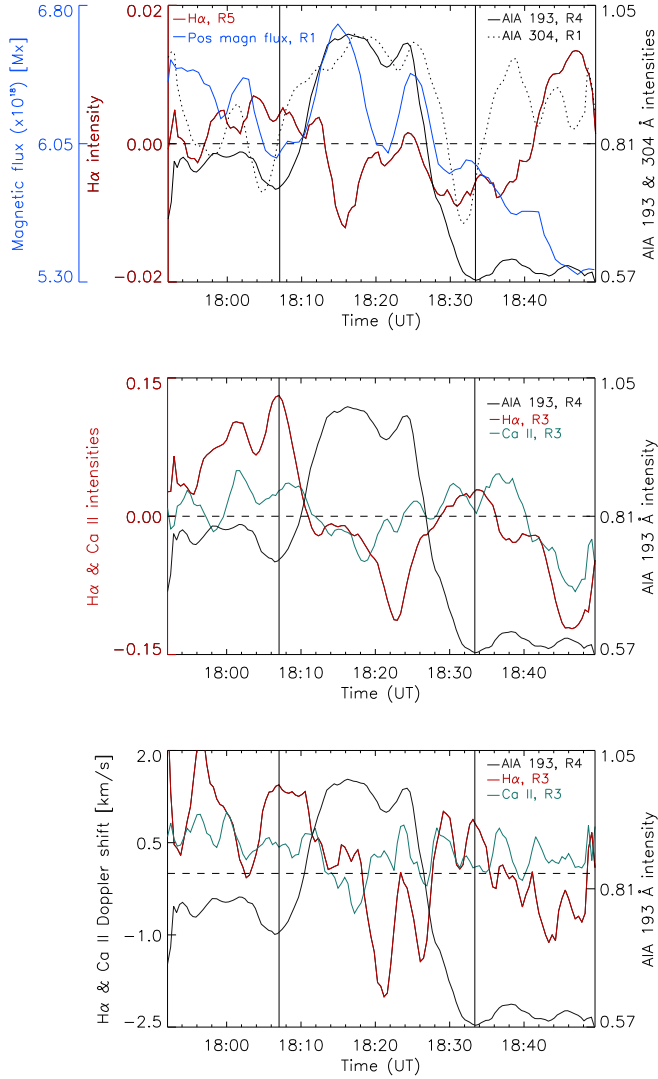 6.80
0.02
1.05
Hα, R5
Pos magn flux, R1
AIA 193, R4
AIA 304, R1
Magnetic flux (x10¹⁸) [Mx]
6.05
Hα intensity
0.00
0.81
AIA 193 & 304 Å intensities
5.30
-0.02
0.57
18:00
18:10
18:20
18:30
18:40
Time (UT)
0.15
1.05
AIA 193, R4
Hα, R3
Ca II, R3
Hα & Ca II intensities
0.00
0.81
AIA 193 Å intensity
-0.15
0.57
18:00
18:10
18:20
18:30
18:40
Time (UT)
2.0
1.05
AIA 193, R4
Hα, R3
Ca II, R3
Hα & Ca II Doppler shift [km/s]
0.5
0.81
AIA 193 Å intensity
-1.0
-2.5
0.57
18:00
18:10
18:20
18:30
18:40
Time (UT)